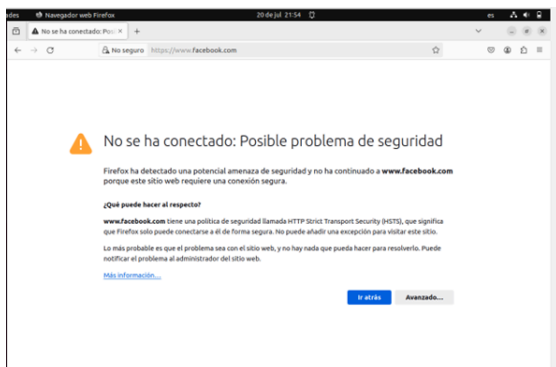 ades Navegador web Firefox 20 de jul 21:54 es
No se ha conectado: Posi × +
No seguro https://www.facebook.com
No se ha conectado: Posible problema de seguridad
Firefox ha detectado una potencial amenaza de seguridad y no ha continuado a www.facebook.com
porque este sitio web requiere una conexión segura.
¿Qué puede hacer al respecto?
www.facebook.com tiene una política de seguridad llamada HTTP Strict Transport Security (HSTS), que significa
que Firefox solo puede conectarse a él de forma segura. No puede añadir una excepción para visitar este sitio.
Lo más probable es que el problema sea con el sitio web, y no hay nada que pueda hacer para resolverlo. Puede
notificar el problema al administrador del sitio web.
Más información...
Ir atrás Avanzado...